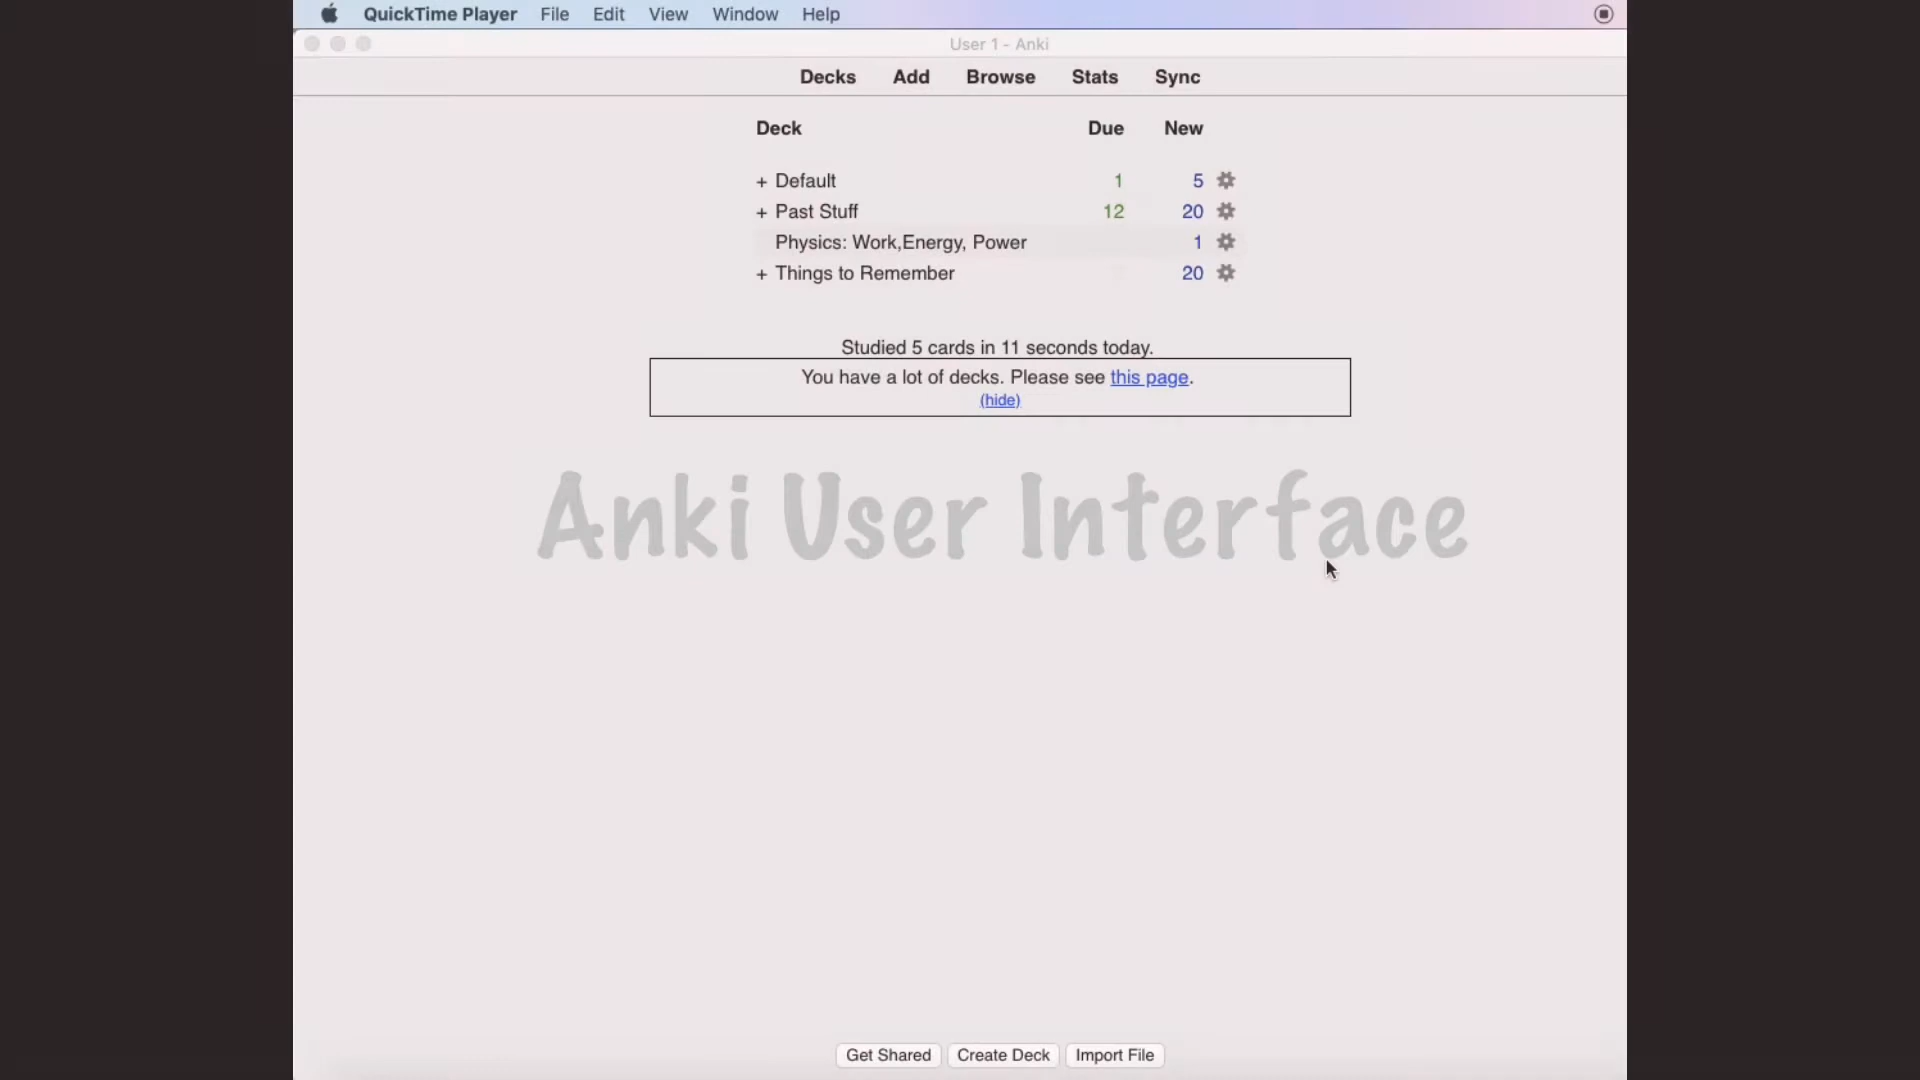 QuickTime Player File Edit View Window Help
User 1 - Anki
Decks Add Browse Stats Sync
Deck Due New
+ Default 1 5
+ Past Stuff 12 20
Physics: Work,Energy, Power 1
+ Things to Remember 20
Studied 5 cards in 11 seconds today.
You have a lot of decks. Please see this page.
(hide)
Anki User Interface
Get Shared Create Deck Import File